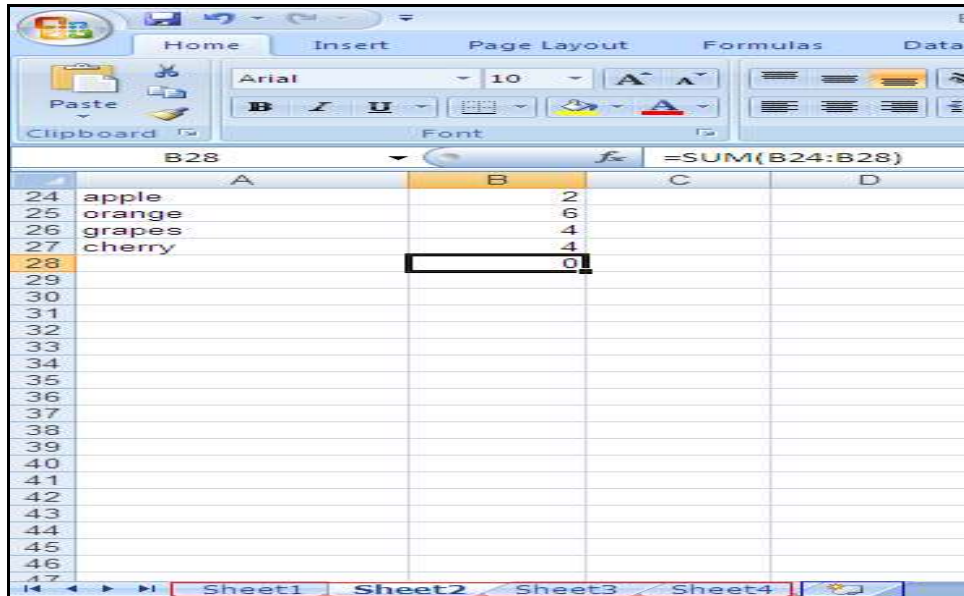 Home Insert Page Layout Formulas Data
Arial 10 A A
Paste B I U A
Clipboard Font
B28 fx =SUM(B24:B28)
A B C D
24 apple 2
25 orange 6
26 grapes 4
27 cherry 4
28 0
29
30
31
32
33
34
35
36
37
38
39
40
41
42
43
44
45
46
47
Sheet1 Sheet2 Sheet3 Sheet4